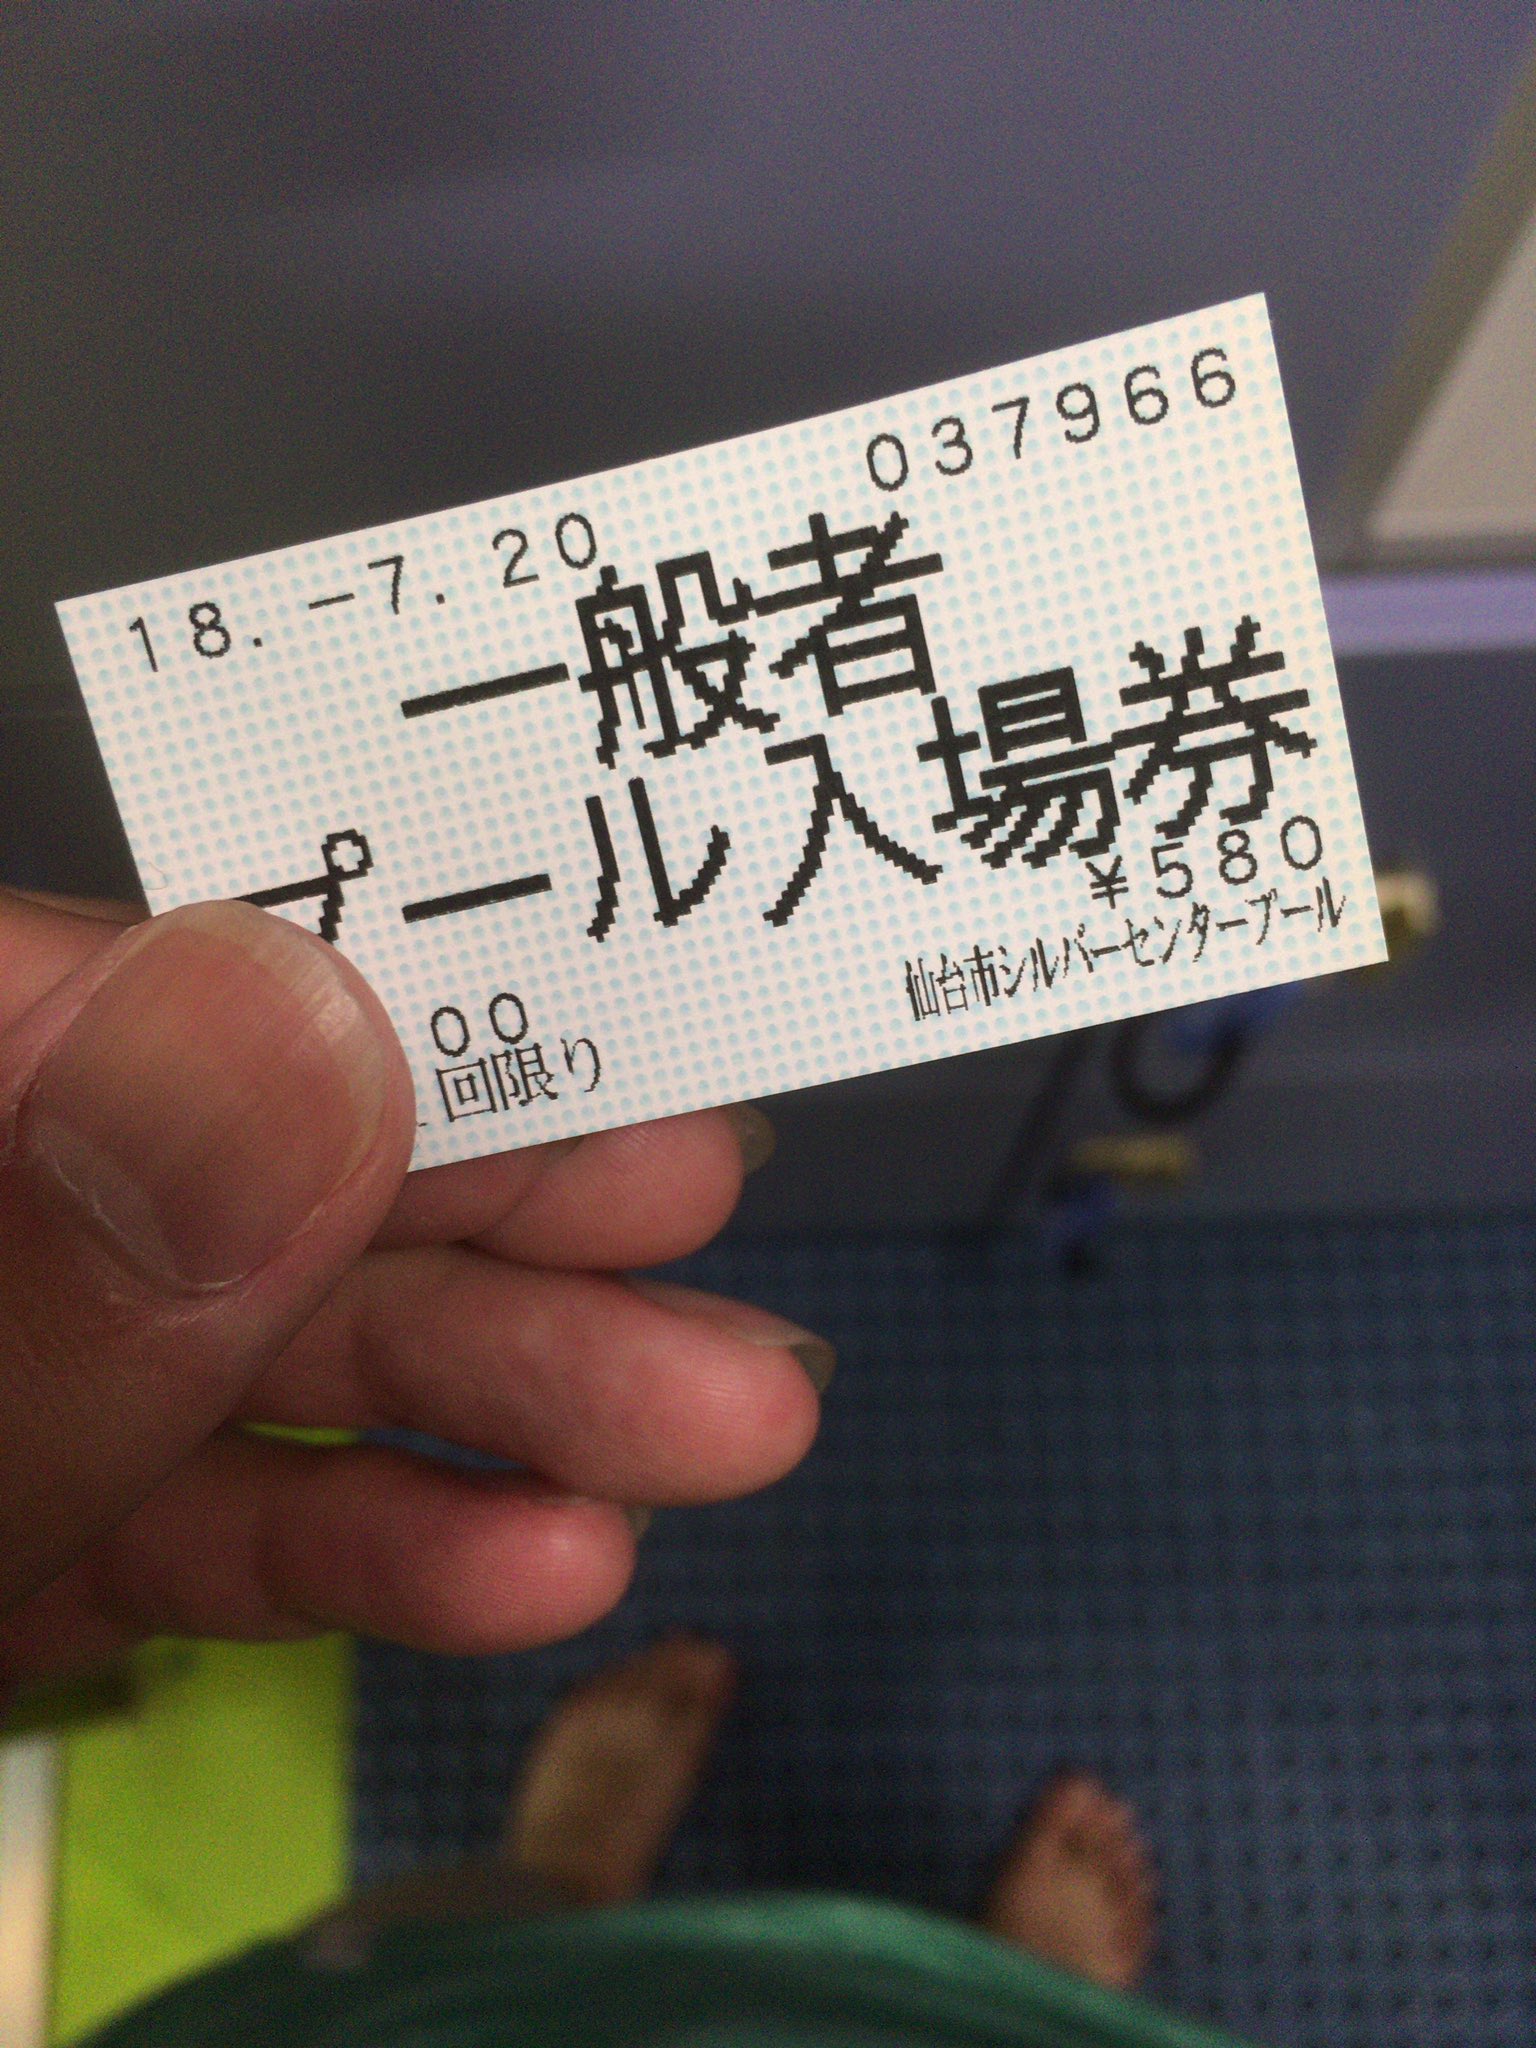 037966
18.-7.20
一般者
プール入場券
¥580
仙台市シルバーセンタープール
00
回限り